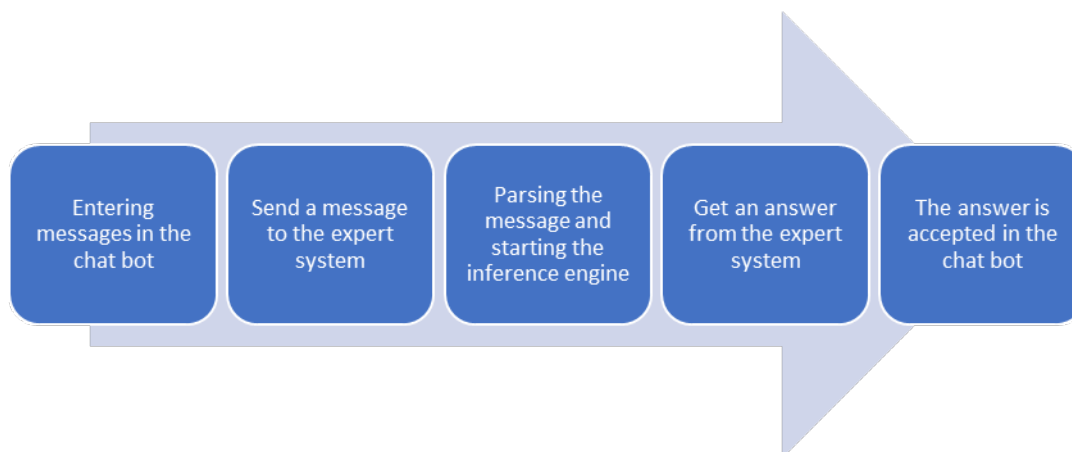 Entering
messages in the
chat bot
Send a message
to the expert
system
Parsing the
message and
starting the
inference engine
Get an answer
from the expert
system
The answer is
accepted in the
chat bot